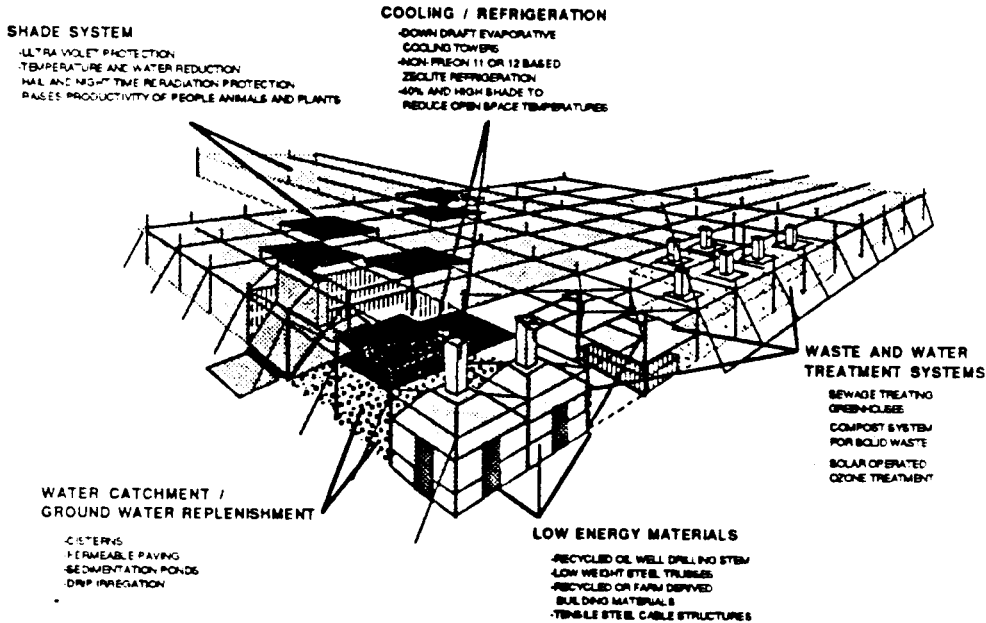 COOLING / REFRIGERATION
-DOWN DRAFT EVAPORATIVE
COOLING TOWERS
-NON-FREON 11 OR 12 BASED
ZEOLITE REFRIGERATION
-40% AND HIGH SHADE TO
REDUCE OPEN SPACE TEMPERATURES
SHADE SYSTEM
-ULTRA VIOLET PROTECTION
-TEMPERATURE AND WATER REDUCTION
HAIL AND NIGHT TIME RERADIATION PROTECTION
RAISES PRODUCTIVITY OF PEOPLE ANIMALS AND PLANTS
WASTE AND WATER
TREATMENT SYSTEMS
SEWAGE TREATING
GREENHOUSES
COMPOST SYSTEM
FOR SOLID WASTE
SOLAR OPERATED
OZONE TREATMENT
WATER CATCHMENT /
GROUND WATER REPLENISHMENT
-CISTERNS
-PERMEABLE PAVING
-SEDIMENTATION PONDS
-DRIP IRREGATION
LOW ENERGY MATERIALS
-RECYCLED OIL WELL DRILLING STEM
-LOW WEIGHT STEEL TRUSSES
-RECYCLED OR FARM DERIVED
BUILDING MATERIALS
-TENSILE STEEL CABLE STRUCTURES